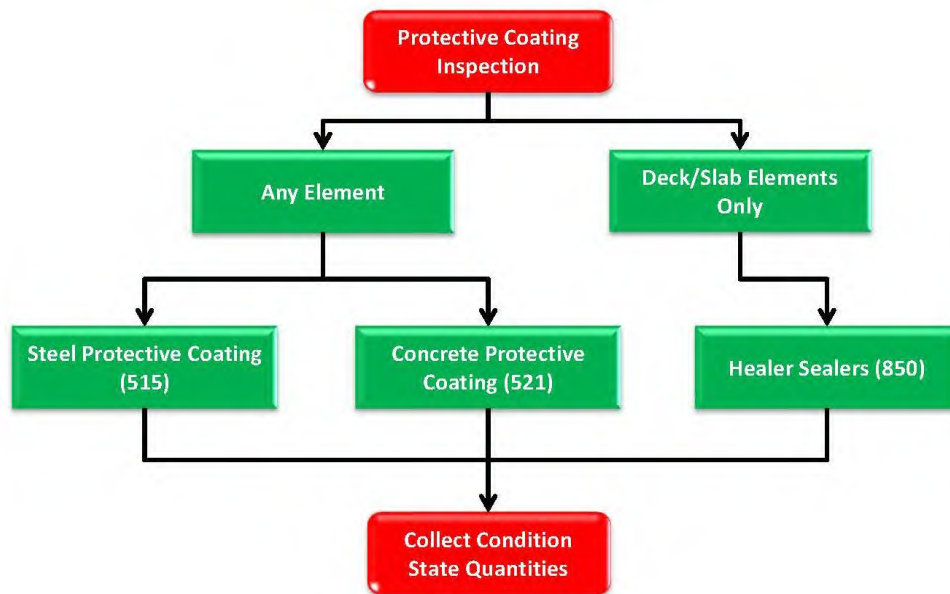 Protective Coating
Inspection
Any Element
Deck/Slab Elements
Only
Steel Protective Coating
(515)
Concrete Protective
Coating (521)
Healer Sealers (850)
Collect Condition
State Quantities